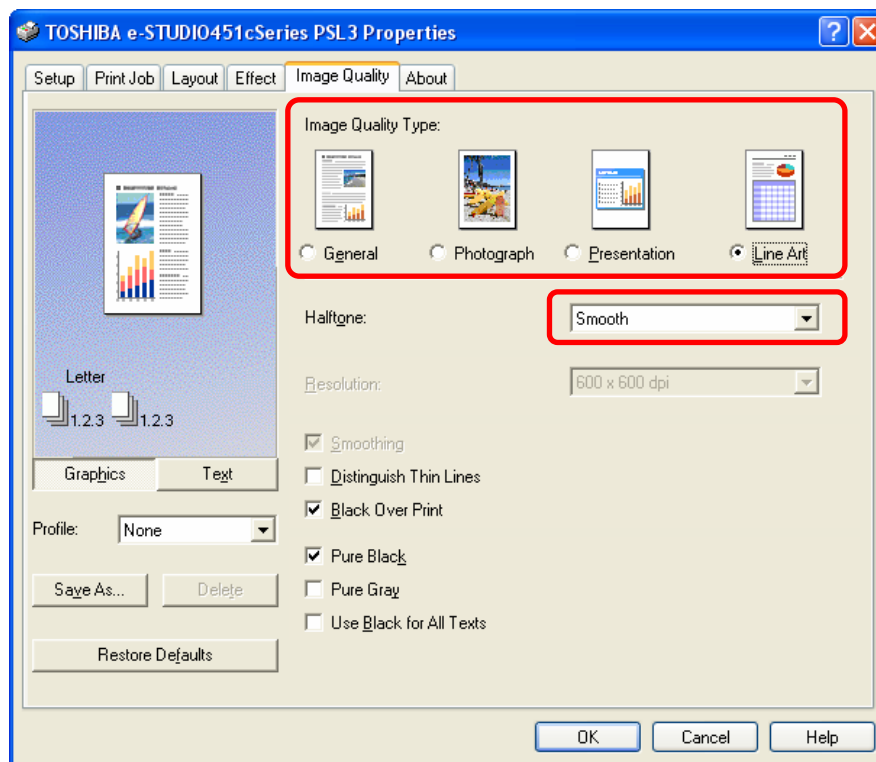 TOSHIBA e-STUDIO451cSeries PSL3 Properties
Setup Print Job Layout Effect Image Quality About
Image Quality Type:
General Photograph Presentation Line Art
Halftone: Smooth
Letter
Resolution: 600 x 600 dpi
1.2.3 1.2.3
Smoothing
Graphics Text
Distinguish Thin Lines
Black Over Print
Profile: None
Pure Black
Save As... Delete
Pure Gray
Use Black for All Texts
Restore Defaults
OK Cancel Help